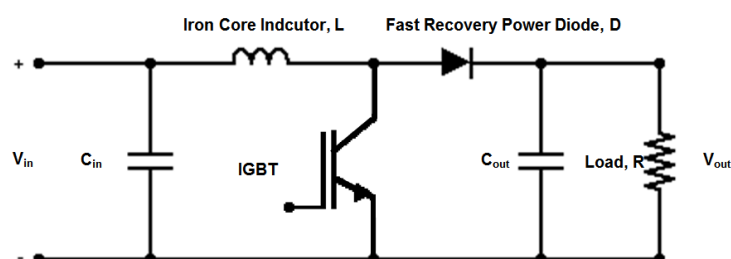 Iron Core Indcutor, L Fast Recovery Power Diode, D
+
Vin Cin IGBT Cout Load, R Vout
-